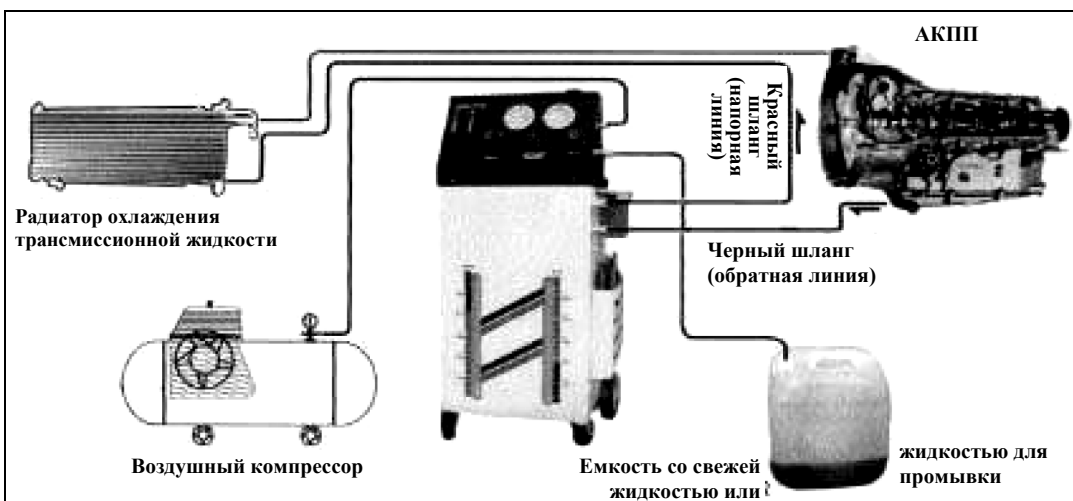 АКПП
Красный
шланг
(напорная
линия)
Радиатор охлаждения
трансмиссионной жидкости
Черный шланг
(обратная линия)
Воздушный компрессор
Емкость со свежей
жидкостью или
жидкостью для
промывки